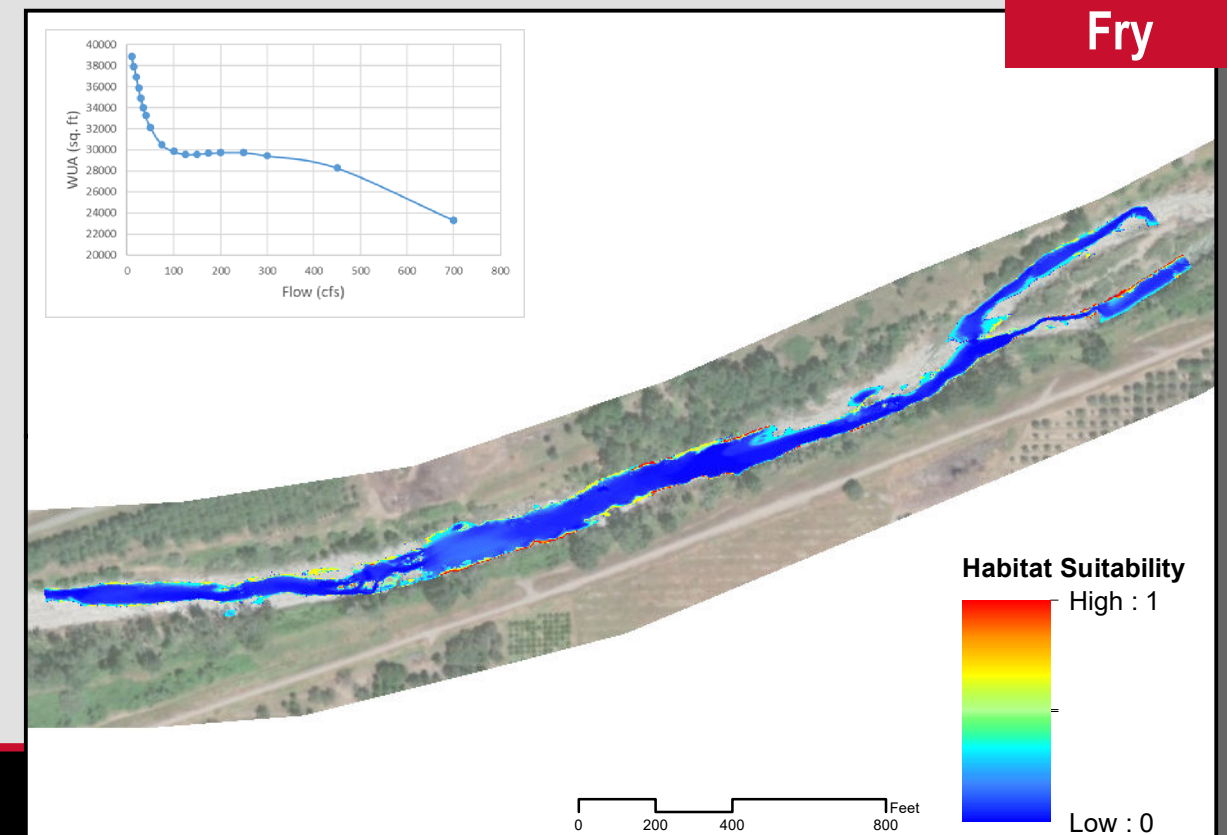 Fry
40000
38000
36000
34000
32000
30000
28000
26000
24000
22000
20000
WUA (sq. ft)
0 100 200 300 400 500 600 700 800
Flow (cfs)
Habitat Suitability
High : 1
Low : 0
Feet
0 200 400 800